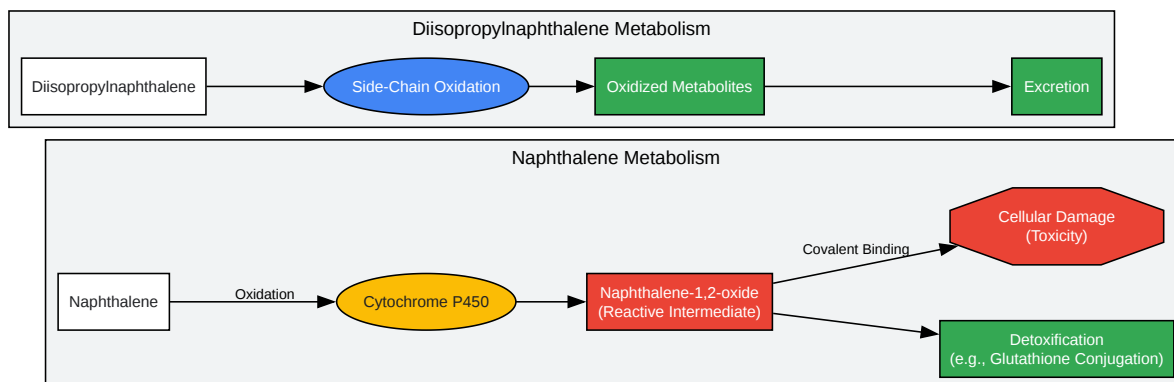 Diisopropylnaphthalene Metabolism
Diisopropylnaphthalene
Side-Chain Oxidation
Oxidized Metabolites
Excretion
Naphthalene Metabolism
Naphthalene
Oxidation
Cytochrome P450
Naphthalene-1,2-oxide
(Reactive Intermediate)
Covalent Binding
Cellular Damage
(Toxicity)
Detoxification
(e.g., Glutathione Conjugation)